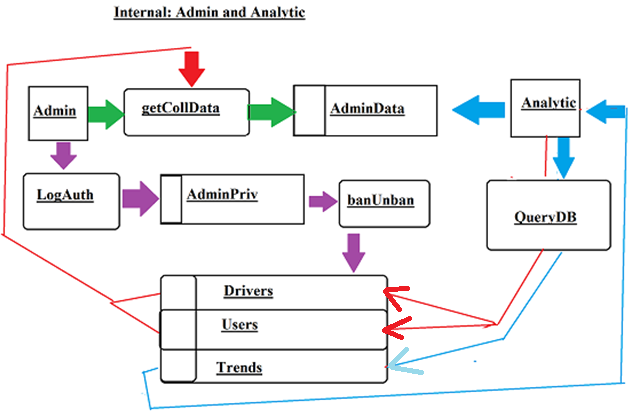 Internal: Admin and Analytic
Admin
getCollData
AdminData
Analytic
LogAuth
AdminPriv
banUnban
QueryDB
Drivers
Users
Trends